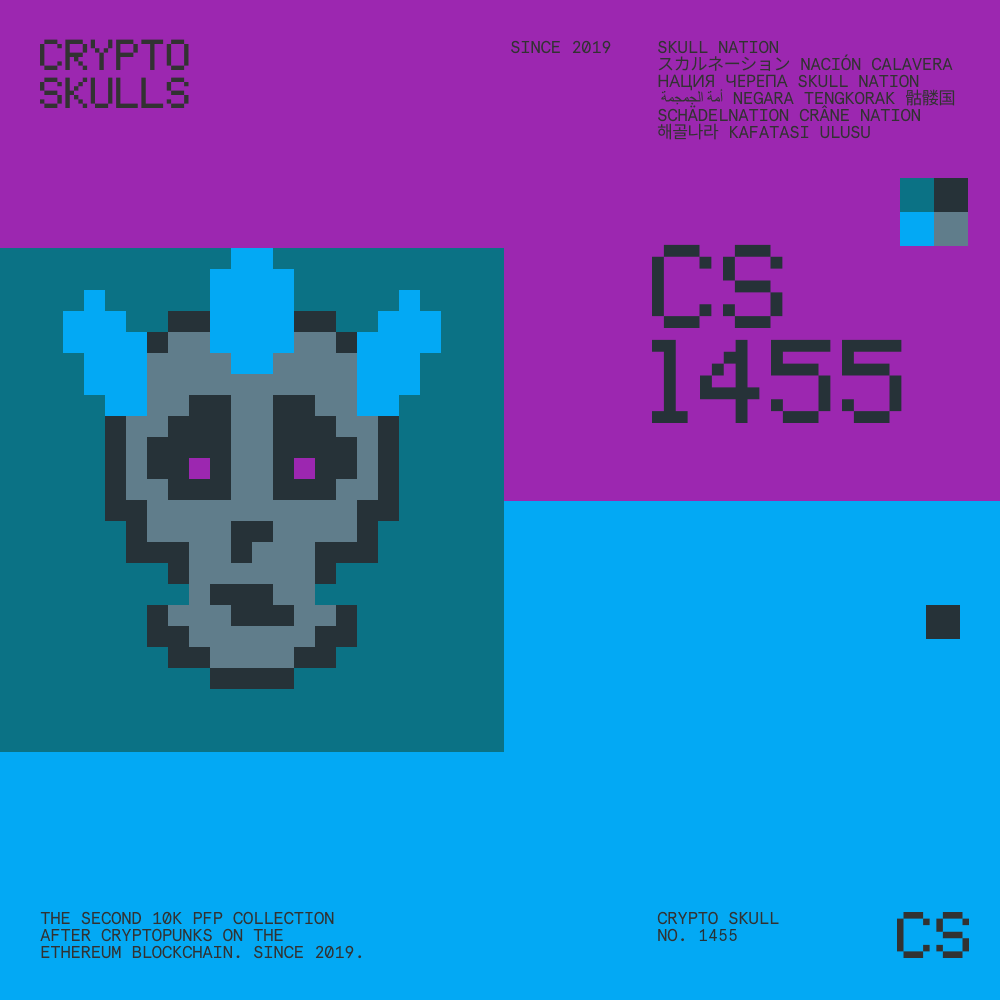 CRYPTO
SKULLS
SINCE 2019
SKULL NATION
スカルネーション NACIÓN CALAVERA
НАЦИЯ ЧЕРЕПА SKULL NATION
أمة الجمجمة NEGARA TENGKORAK 骷髅国
SCHÄDELNATION CRÂNE NATION
해골나라 KAFATASI ULUSU
CS
1455
THE SECOND 10K PFP COLLECTION
AFTER CRYPTOPUNKS ON THE
ETHEREUM BLOCKCHAIN. SINCE 2019.
CRYPTO SKULL
NO. 1455
CS